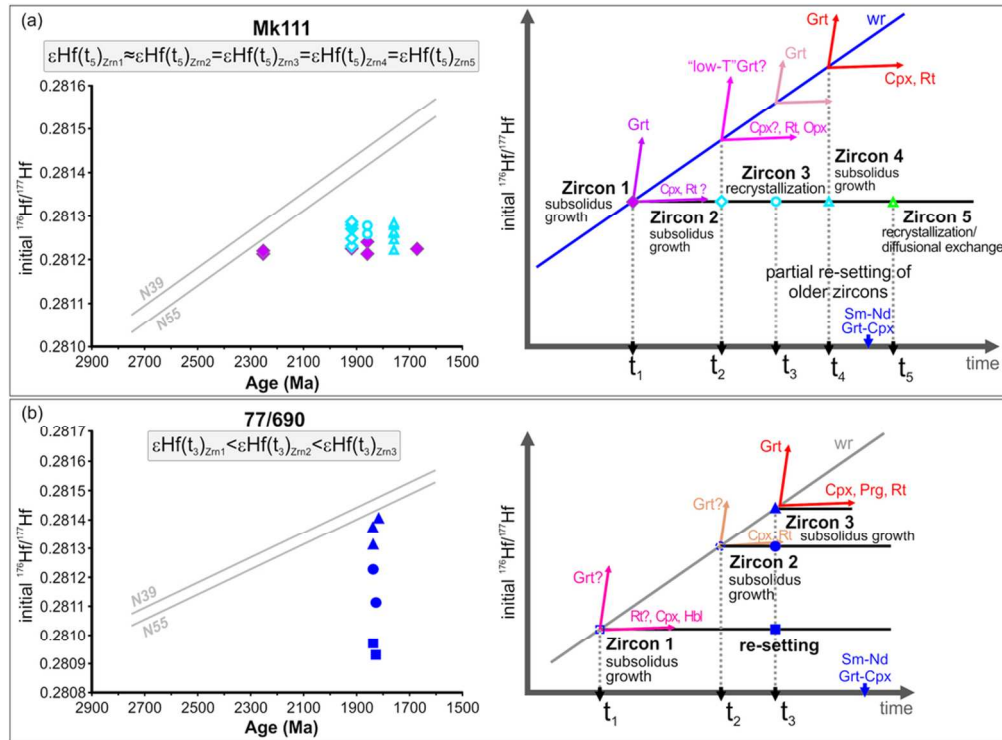 (a)
Mk111
εHf(t5)Zrn1≈εHf(t5)Zrn2=εHf(t5)Zrn3=εHf(t5)Zrn4=εHf(t5)Zrn5
initial 176Hf/177Hf
0.2816
0.2815
0.2814
0.2813
0.2812
0.2811
0.2810
N39
N55
2900 2700 2500 2300 2100 1900 1700 1500
Age (Ma)
initial 176Hf/177Hf
Grt
wr
"low-T"Grt?
Grt
Cpx, Rt
Grt
Cpx?, Rt, Opx
Zircon 1
subsolidus
growth
Cpx, Rt ?
Zircon 2
subsolidus
growth
Zircon 3
recrystallization
Zircon 4
subsolidus
growth
Zircon 5
recrystallization/
diffusional exchange
partial re-setting of
older zircons
Sm-Nd
Grt-Cpx
t1 t2 t3 t4 t5
time
(b)
77/690
εHf(t3)Zrn1<εHf(t3)Zrn2<εHf(t3)Zrn3
initial 176Hf/177Hf
0.2817
0.2816
0.2815
0.2814
0.2813
0.2812
0.2811
0.2810
0.2809
0.2808
N39
N55
2900 2700 2500 2300 2100 1900 1700 1500
Age (Ma)
initial 176Hf/177Hf
wr
Grt
Cpx, Prg, Rt
Grt?
Zircon 3
subsolidus growth
Cpx, Rt
Zircon 2
subsolidus
growth
Grt?
Rt?, Cpx, Hbl
Zircon 1
subsolidus
growth
re-setting
Sm-Nd
Grt-Cpx
t1 t2 t3
time